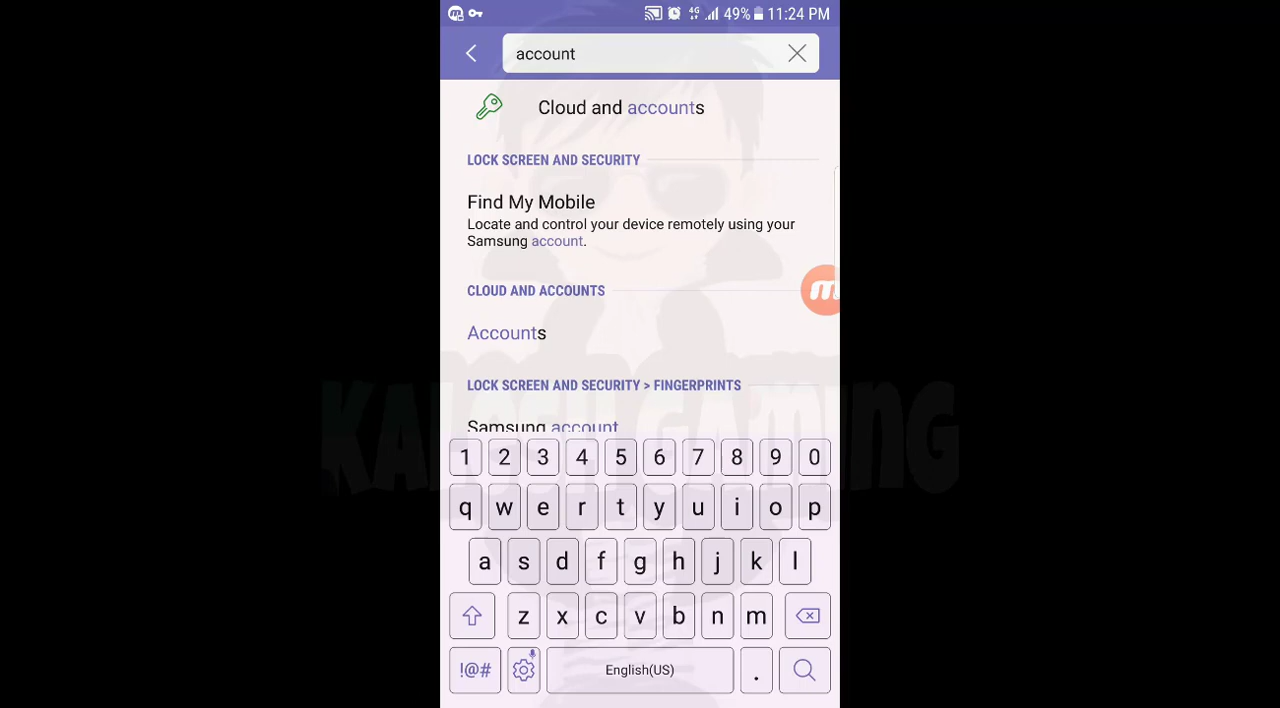 49% 11:24 PM
account
Cloud and accounts
LOCK SCREEN AND SECURITY
Find My Mobile
Locate and control your device remotely using your
Samsung account.
CLOUD AND ACCOUNTS
Accounts
LOCK SCREEN AND SECURITY > FINGERPRINTS
Samsung account
1 2 3 4 5 6 7 8 9 0
q w e r t y u i o p
a s d f g h j k l
z x c v b n m
!@# English(US) .
GAMING